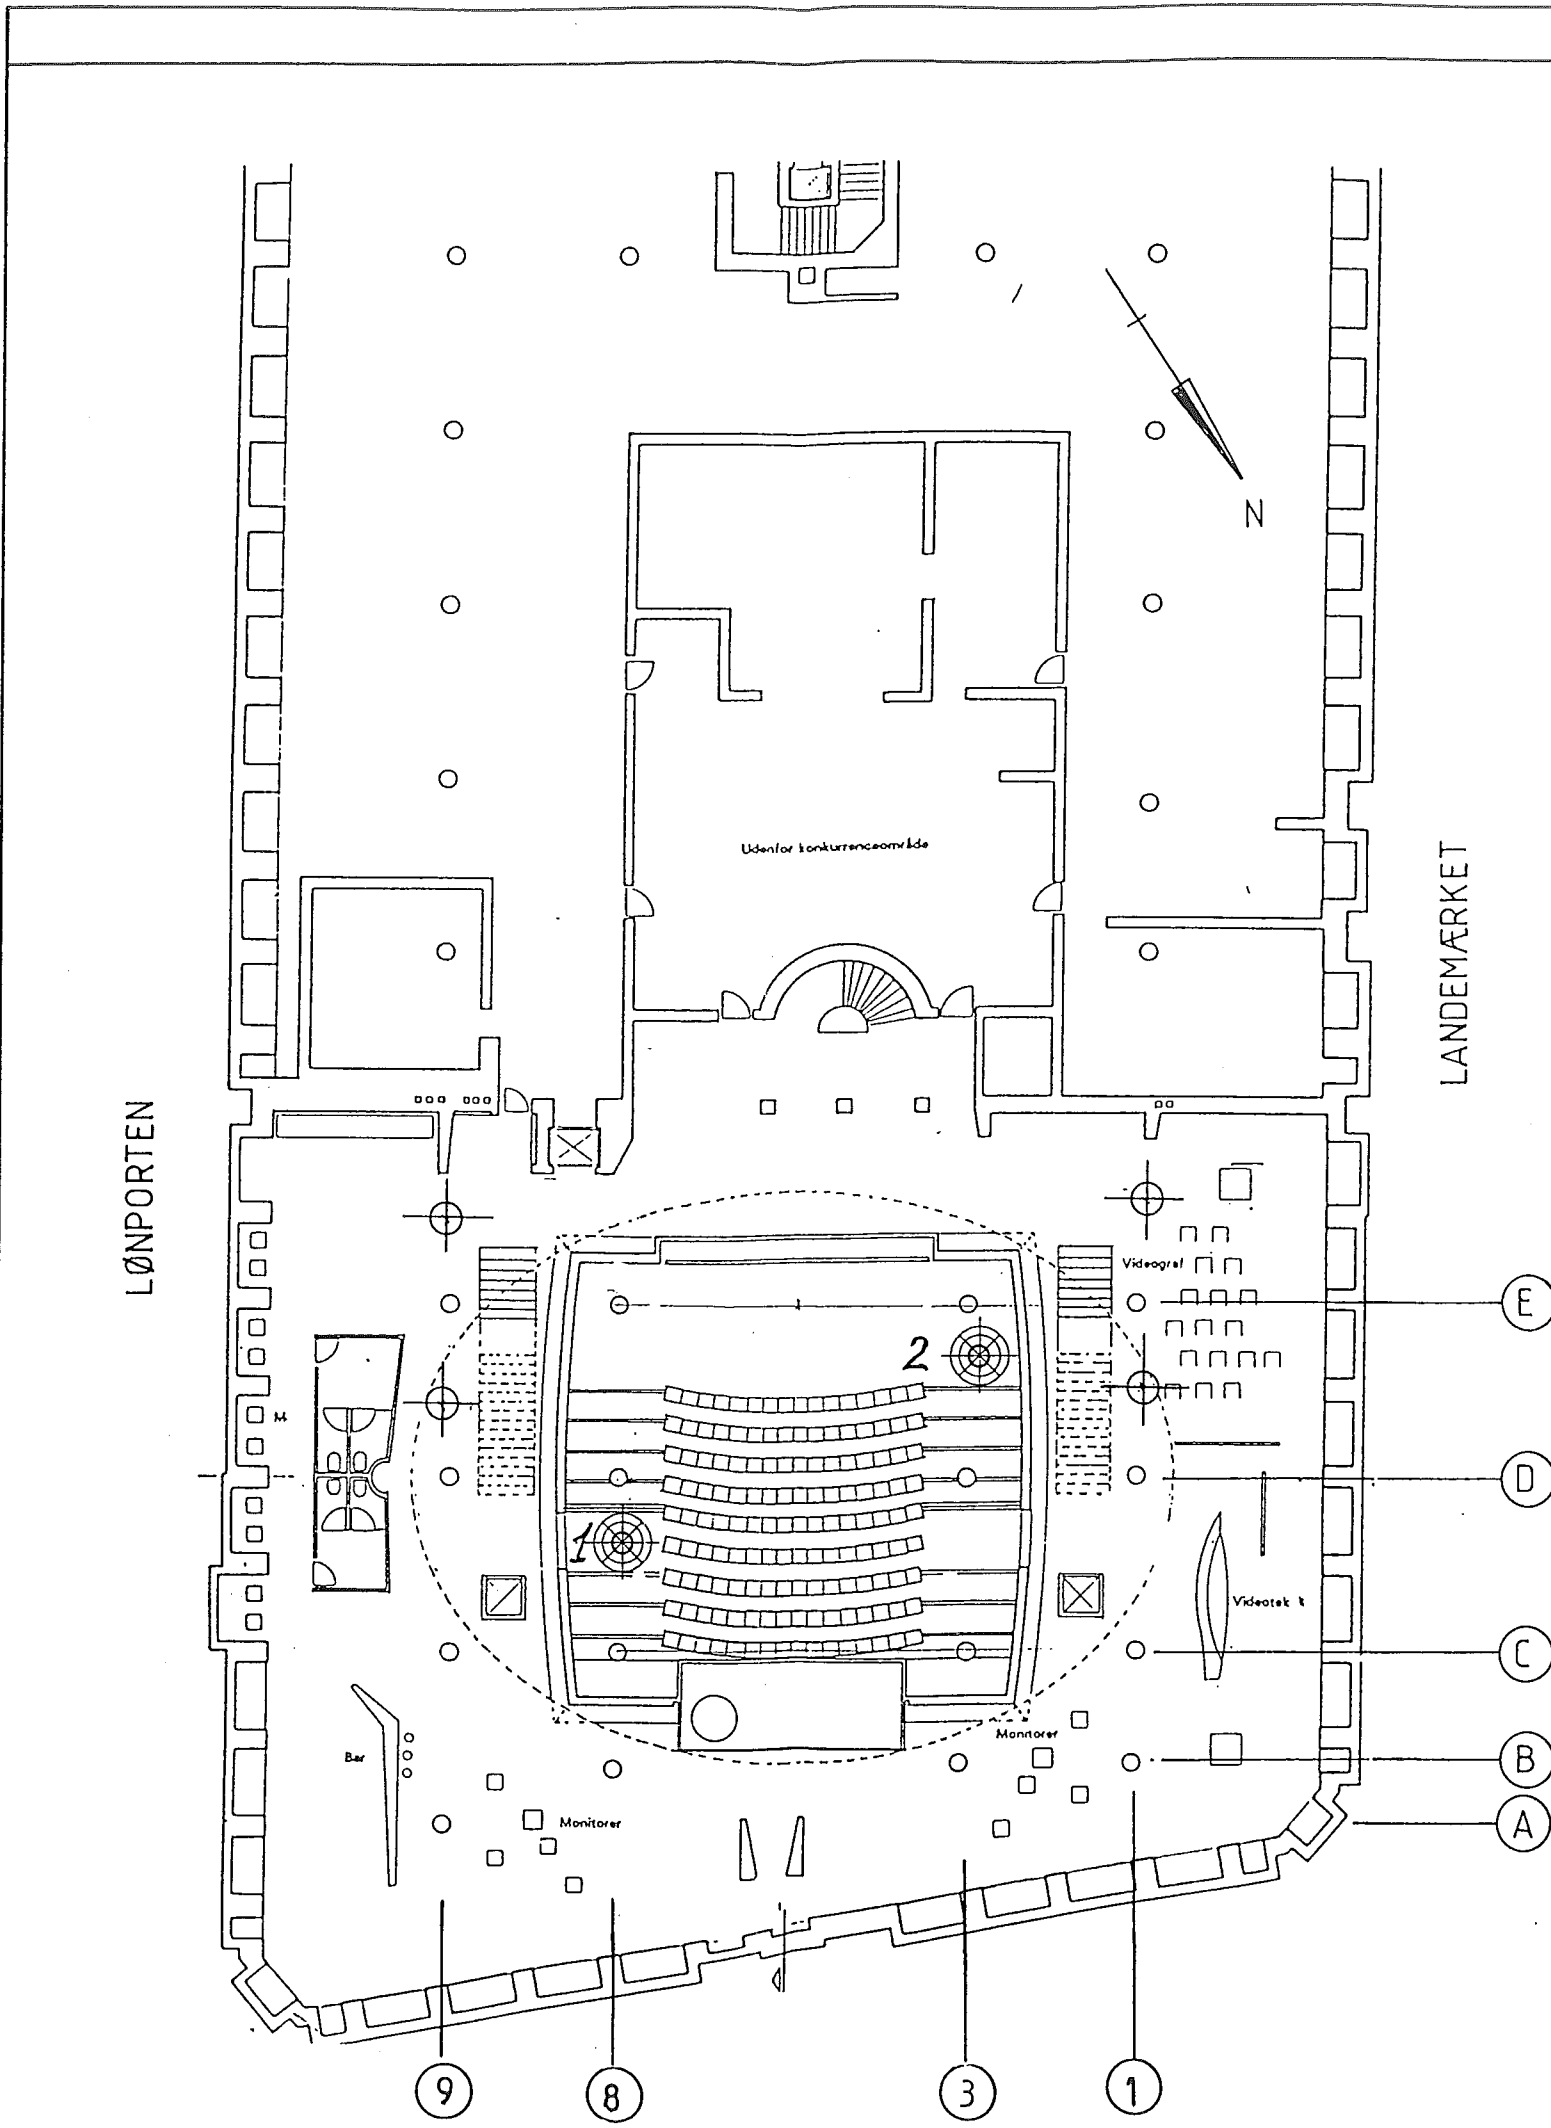 N
Udenfor konkurrenceområde
LANDEMÆRKET
LØNPORTEN
Videograf
E
2
M
D
1
Videotek
C
Monitorer
Bar
B
Monitorer
A
9
8
3
1